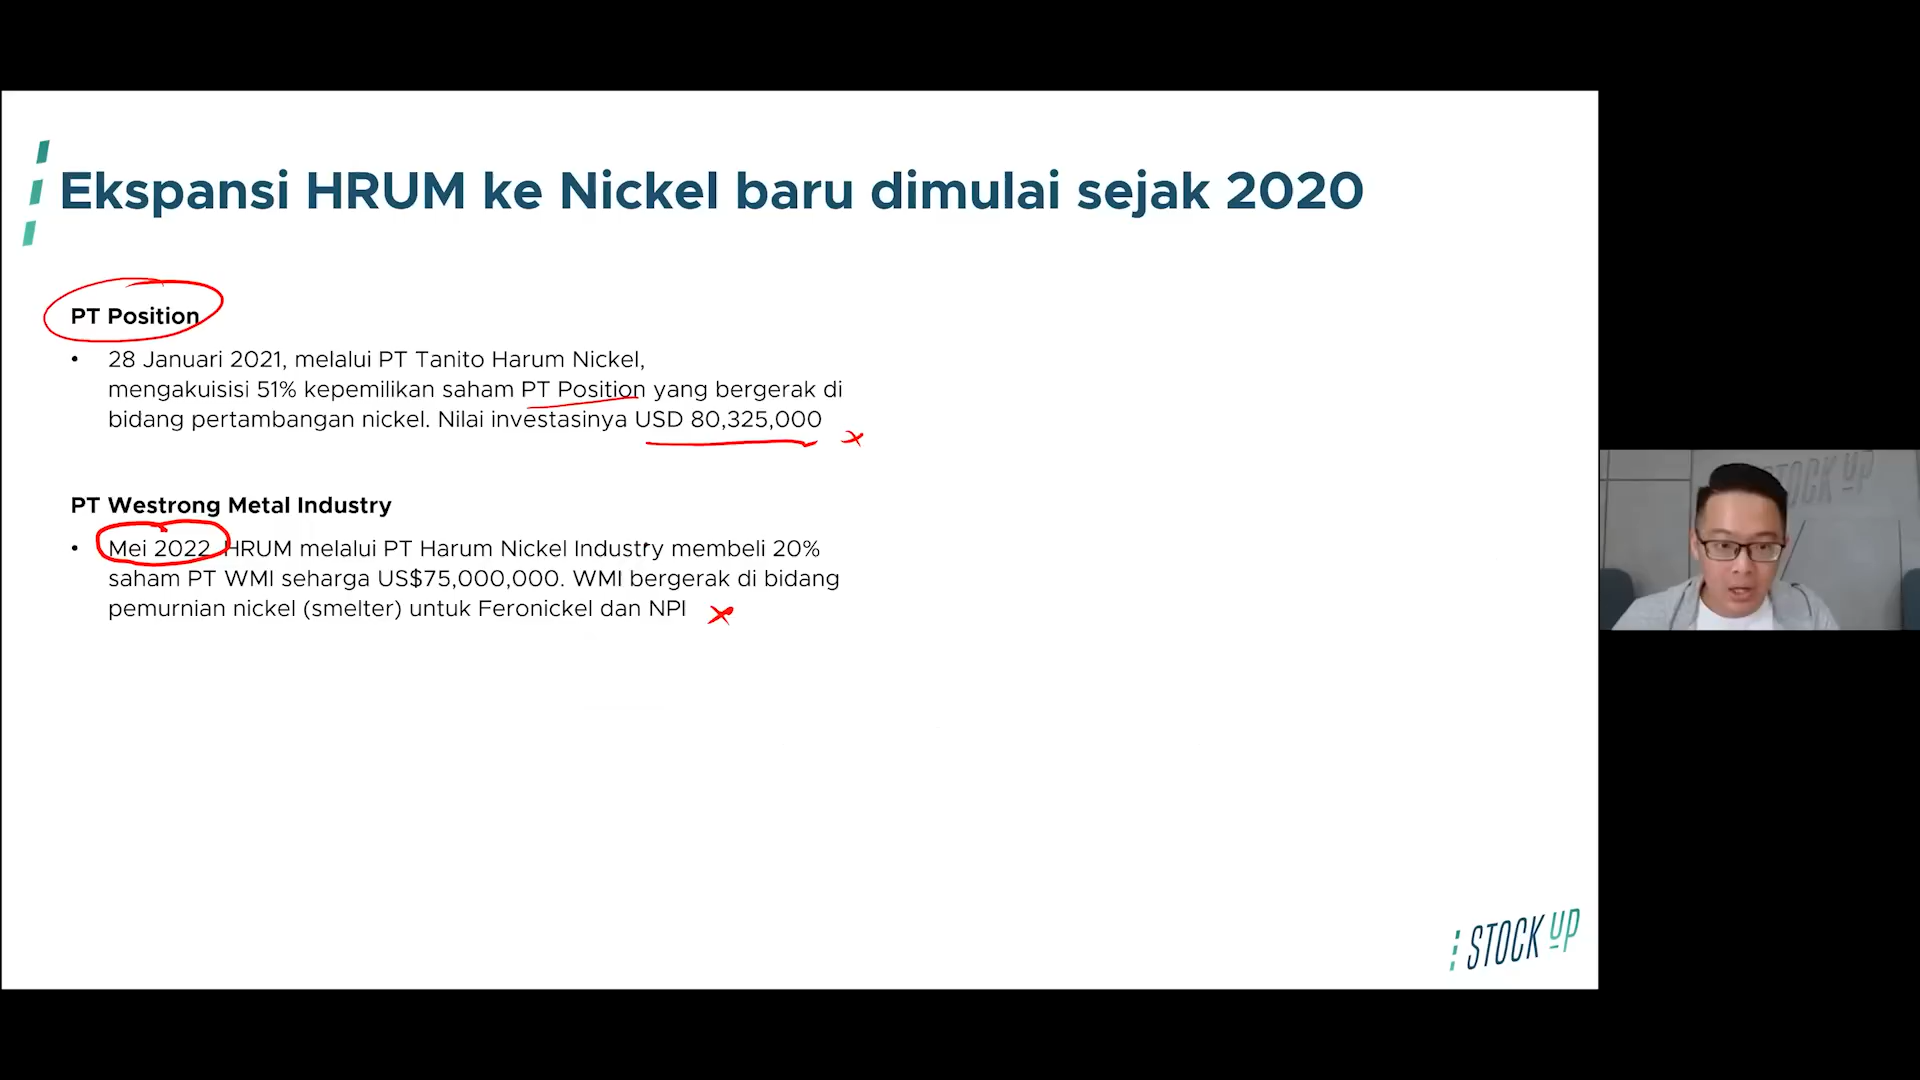 Ekspansi HRUM ke Nickel baru dimulai sejak 2020
PT Position
• 28 Januari 2021, melalui PT Tanito Harum Nickel,
mengakuisisi 51% kepemilikan saham PT Position yang bergerak di
bidang pertambangan nickel. Nilai investasinya USD 80,325,000
PT Westrong Metal Industry
• Mei 2022 HRUM melalui PT Harum Nickel Industry membeli 20%
saham PT WMI seharga US$75,000,000. WMI bergerak di bidang
pemurnian nickel (smelter) untuk Feronickel dan NPI
STOCK UP
STOCK UP